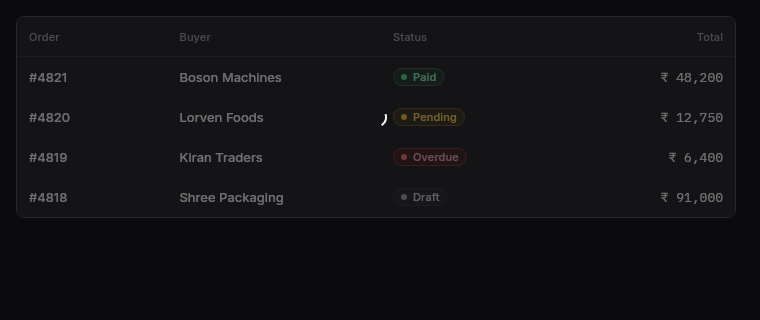 Order Buyer Status Total
#4821 Boson Machines Paid ₹ 48,200
#4820 Lorven Foods Pending ₹ 12,750
#4819 Kiran Traders Overdue ₹ 6,400
#4818 Shree Packaging Draft ₹ 91,000